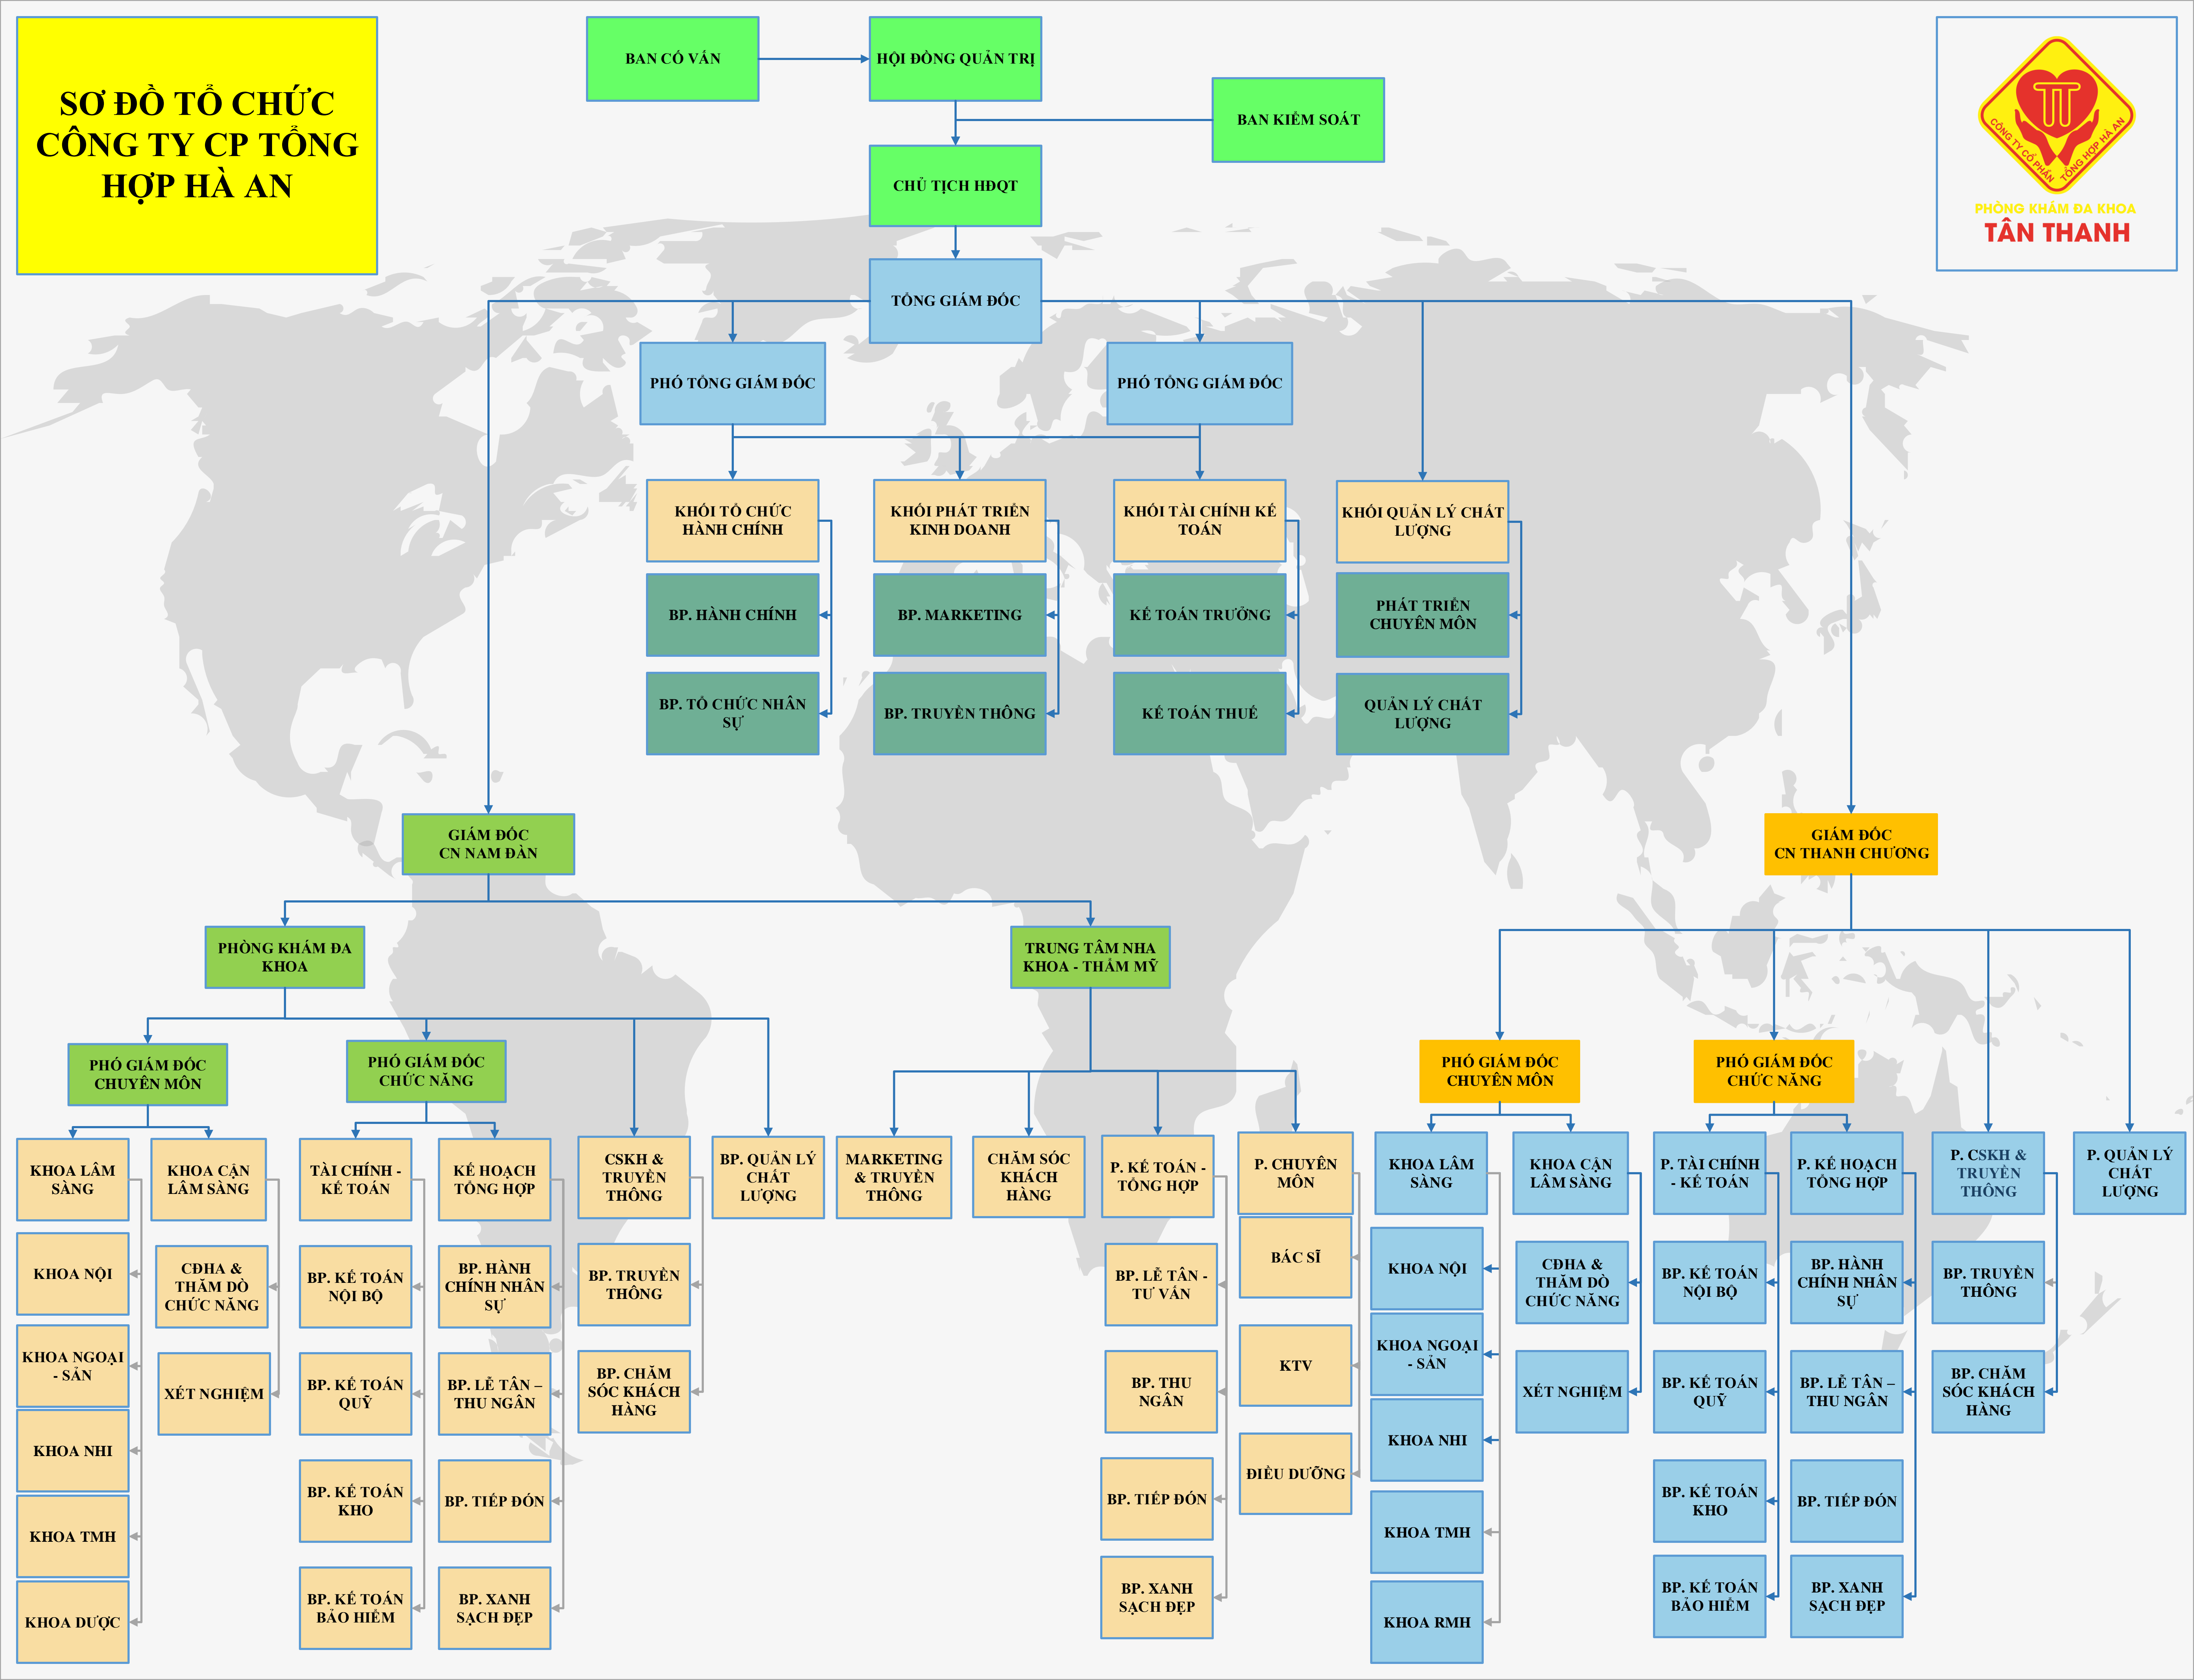 SƠ ĐỒ TỔ CHỨC
CÔNG TY CP TỔNG
HỢP HÀ AN
BAN CỐ VẤN
HỘI ĐỒNG QUẢN TRỊ
BAN KIỂM SOÁT
CHỦ TỊCH HĐQT
CÔNG TY CỔ PHẦN
TỔNG HỢP HÀ AN
PHÒNG KHÁM ĐA KHOA
TÂN THANH
TỔNG GIÁM ĐỐC
PHÓ TỔNG GIÁM ĐỐC
PHÓ TỔNG GIÁM ĐỐC
KHỐI TỔ CHỨC
HÀNH CHÍNH
KHỐI PHÁT TRIỂN
KINH DOANH
KHỐI TÀI CHÍNH KẾ
TOÁN
KHỐI QUẢN LÝ CHẤT
LƯỢNG
BP. HÀNH CHÍNH
BP. MARKETING
KẾ TOÁN TRƯỞNG
PHÁT TRIỂN
CHUYÊN MÔN
BP. TỔ CHỨC NHÂN
SỰ
BP. TRUYỀN THÔNG
KẾ TOÁN THUẾ
QUẢN LÝ CHẤT
LƯỢNG
GIÁM ĐỐC
CN NAM ĐÀN
GIÁM ĐỐC
CN THANH CHƯƠNG
PHÒNG KHÁM ĐA
KHOA
TRUNG TÂM NHA
KHOA - THẨM MỸ
PHÓ GIÁM ĐỐC
CHUYÊN MÔN
PHÓ GIÁM ĐỐC
CHỨC NĂNG
PHÓ GIÁM ĐỐC
CHUYÊN MÔN
PHÓ GIÁM ĐỐC
CHỨC NĂNG
KHOA LÂM
SÀNG
KHOA CẬN
LÂM SÀNG
TÀI CHÍNH -
KẾ TOÁN
KẾ HOẠCH
TỔNG HỢP
CSKH &
TRUYỀN
THÔNG
BP. QUẢN LÝ
CHẤT
LƯỢNG
MARKETING
& TRUYỀN
THÔNG
CHĂM SÓC
KHÁCH
HÀNG
P. KẾ TOÁN -
TỔNG HỢP
P. CHUYÊN
MÔN
KHOA LÂM
SÀNG
KHOA CẬN
LÂM SÀNG
P. TÀI CHÍNH
- KẾ TOÁN
P. KẾ HOẠCH
TỔNG HỢP
P. CSKH &
TRUYỀN
THÔNG
P. QUẢN LÝ
CHẤT
LƯỢNG
KHOA NỘI
CĐHA &
THĂM DÒ
CHỨC NĂNG
BP. KẾ TOÁN
NỘI BỘ
BP. HÀNH
CHÍNH NHÂN
SỰ
BP. TRUYỀN
THÔNG
BP. LỄ TÂN -
TƯ VẤN
BÁC SĨ
KHOA NỘI
CĐHA &
THĂM DÒ
CHỨC NĂNG
BP. KẾ TOÁN
NỘI BỘ
BP. HÀNH
CHÍNH NHÂN
SỰ
BP. TRUYỀN
THÔNG
KHOA NGOẠI
- SẢN
XÉT NGHIỆM
BP. KẾ TOÁN
QUỸ
BP. LỄ TÂN –
THU NGÂN
BP. CHĂM
SÓC KHÁCH
HÀNG
BP. THU
NGÂN
KTV
KHOA NGOẠI
- SẢN
XÉT NGHIỆM
BP. KẾ TOÁN
QUỸ
BP. LỄ TÂN –
THU NGÂN
BP. CHĂM
SÓC KHÁCH
HÀNG
KHOA NHI
BP. KẾ TOÁN
KHO
BP. TIẾP ĐÓN
BP. TIẾP ĐÓN
ĐIỀU DƯỠNG
KHOA NHI
BP. KẾ TOÁN
KHO
BP. TIẾP ĐÓN
KHOA TMH
KHOA TMH
KHOA DƯỢC
BP. KẾ TOÁN
BẢO HIỂM
BP. XANH
SẠCH ĐẸP
BP. XANH
SẠCH ĐẸP
KHOA RMH
BP. KẾ TOÁN
BẢO HIỂM
BP. XANH
SẠCH ĐẸP